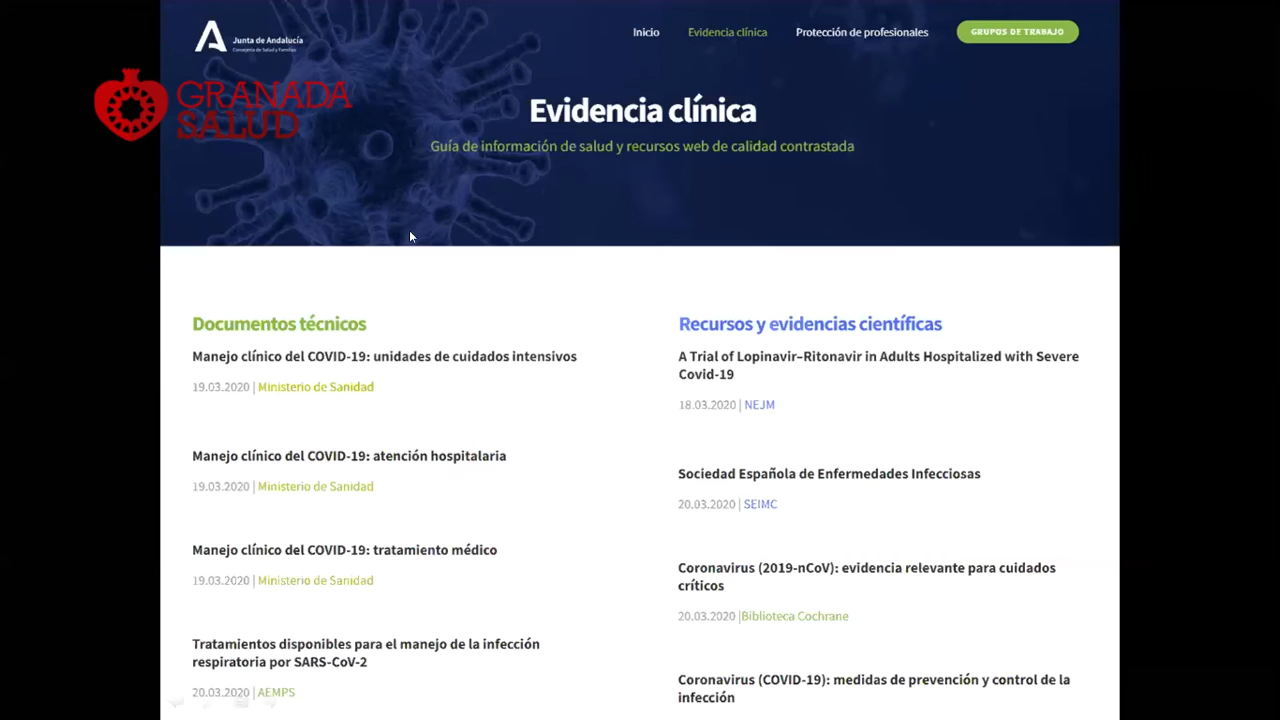 Junta de Andalucía
Consejería de Salud y Familias
Inicio
Evidencia clínica
Protección de profesionales
GRUPOS DE TRABAJO
GRANADA
SALUD
Evidencia clínica
Guía de información de salud y recursos web de calidad contrastada
Documentos técnicos
Manejo clínico del COVID-19: unidades de cuidados intensivos
19.03.2020 | Ministerio de Sanidad
Manejo clínico del COVID-19: atención hospitalaria
19.03.2020 | Ministerio de Sanidad
Manejo clínico del COVID-19: tratamiento médico
19.03.2020 | Ministerio de Sanidad
Tratamientos disponibles para el manejo de la infección
respiratoria por SARS-CoV-2
20.03.2020 | AEMPS
Recursos y evidencias científicas
A Trial of Lopinavir–Ritonavir in Adults Hospitalized with Severe
Covid-19
18.03.2020 | NEJM
Sociedad Española de Enfermedades Infecciosas
20.03.2020 | SEIMC
Coronavirus (2019-nCoV): evidencia relevante para cuidados
críticos
20.03.2020 |Biblioteca Cochrane
Coronavirus (COVID-19): medidas de prevención y control de la
infección